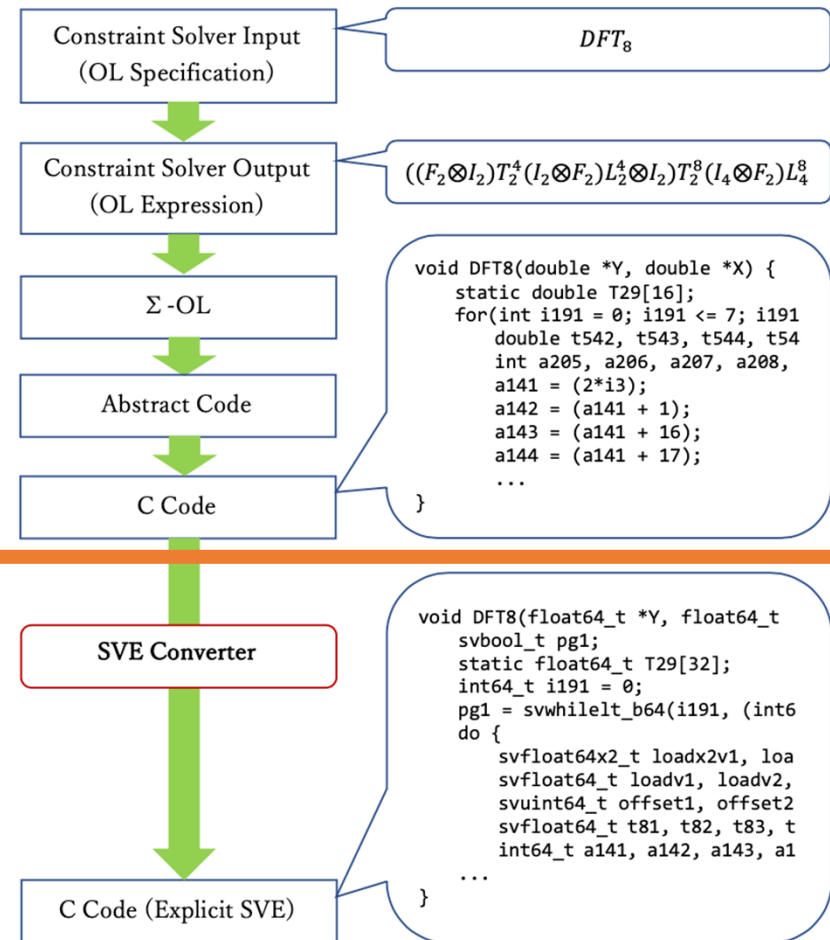 Constraint Solver Input
(OL Specification)
DFT₈
Constraint Solver Output
(OL Expression)
((F₂⊗I₂)T₂⁴(I₂⊗F₂)L₂⁴⊗I₂)T₂⁸(I₄⊗F₂)L₄⁸
Σ-OL
Abstract Code
C Code
void DFT8(double *Y, double *X) {
static double T29[16];
for(int i191 = 0; i191 <= 7; i191
double t542, t543, t544, t54
int a205, a206, a207, a208,
a141 = (2*i3);
a142 = (a141 + 1);
a143 = (a141 + 16);
a144 = (a141 + 17);
...
}
SVE Converter
void DFT8(float64_t *Y, float64_t
svbool_t pg1;
static float64_t T29[32];
int64_t i191 = 0;
pg1 = svwhilelt_b64(i191, (int6
do {
svfloat64x2_t loadx2v1, loa
svfloat64_t loadv1, loadv2,
svuint64_t offset1, offset2
svfloat64_t t81, t82, t83, t
int64_t a141, a142, a143, a1
...
}
C Code (Explicit SVE)